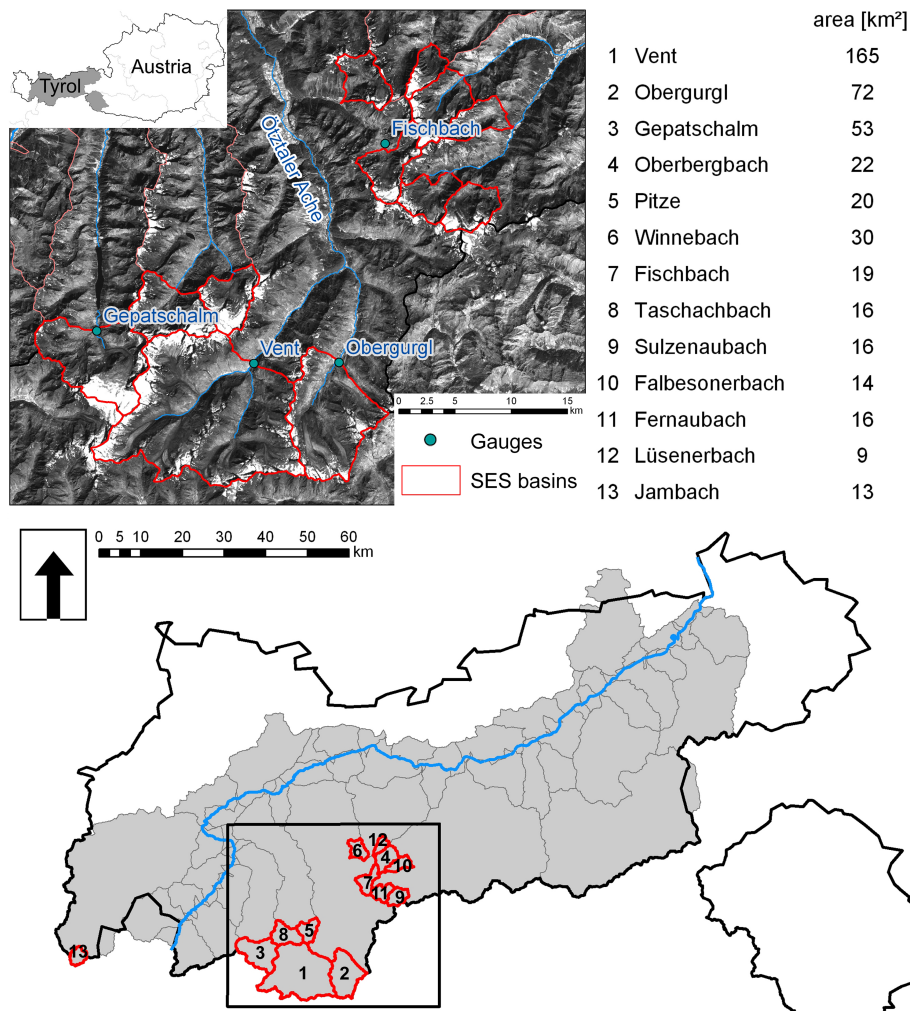 Austria
Tyrol
Ötztaler Ache
Fischbach
Gepatschalm
Vent
Obergurgl
0 2.5 5 10 15
km
Gauges
SES basins
area [km²]
1 Vent 165
2 Obergurgl 72
3 Gepatschalm 53
4 Oberbergbach 22
5 Pitze 20
6 Winnebach 30
7 Fischbach 19
8 Taschachbach 16
9 Sulzenaubach 16
10 Falbesonerbach 14
11 Fernaubach 16
12 Lüsenerbach 9
13 Jambach 13
0 5 10 20 30 40 50 60
km
12
6 4 10
7 11 9
5
8
13 3
1 2